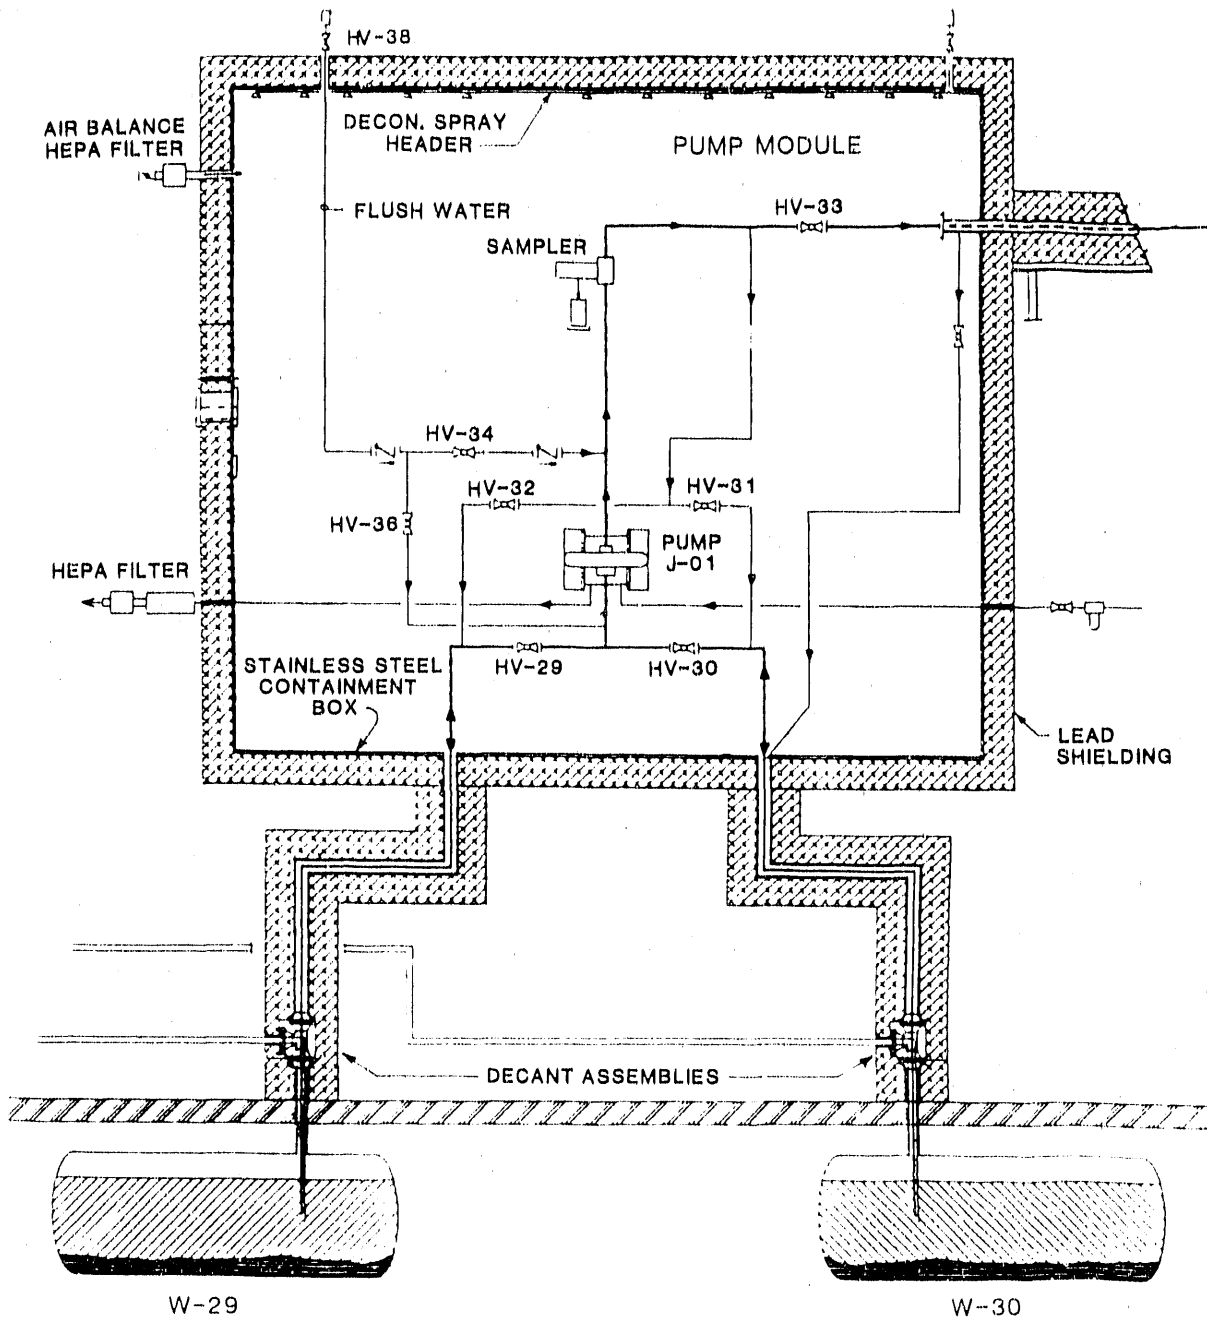 HV-38
AIR BALANCE
HEPA FILTER
DECON. SPRAY
HEADER
PUMP MODULE
FLUSH WATER
HV-33
SAMPLER
HV-34
HV-32
HV-31
HV-36
PUMP
J-01
HEPA FILTER
HV-29
HV-30
STAINLESS STEEL
CONTAINMENT
BOX
LEAD
SHIELDING
DECANT ASSEMBLIES
W-29
W-30